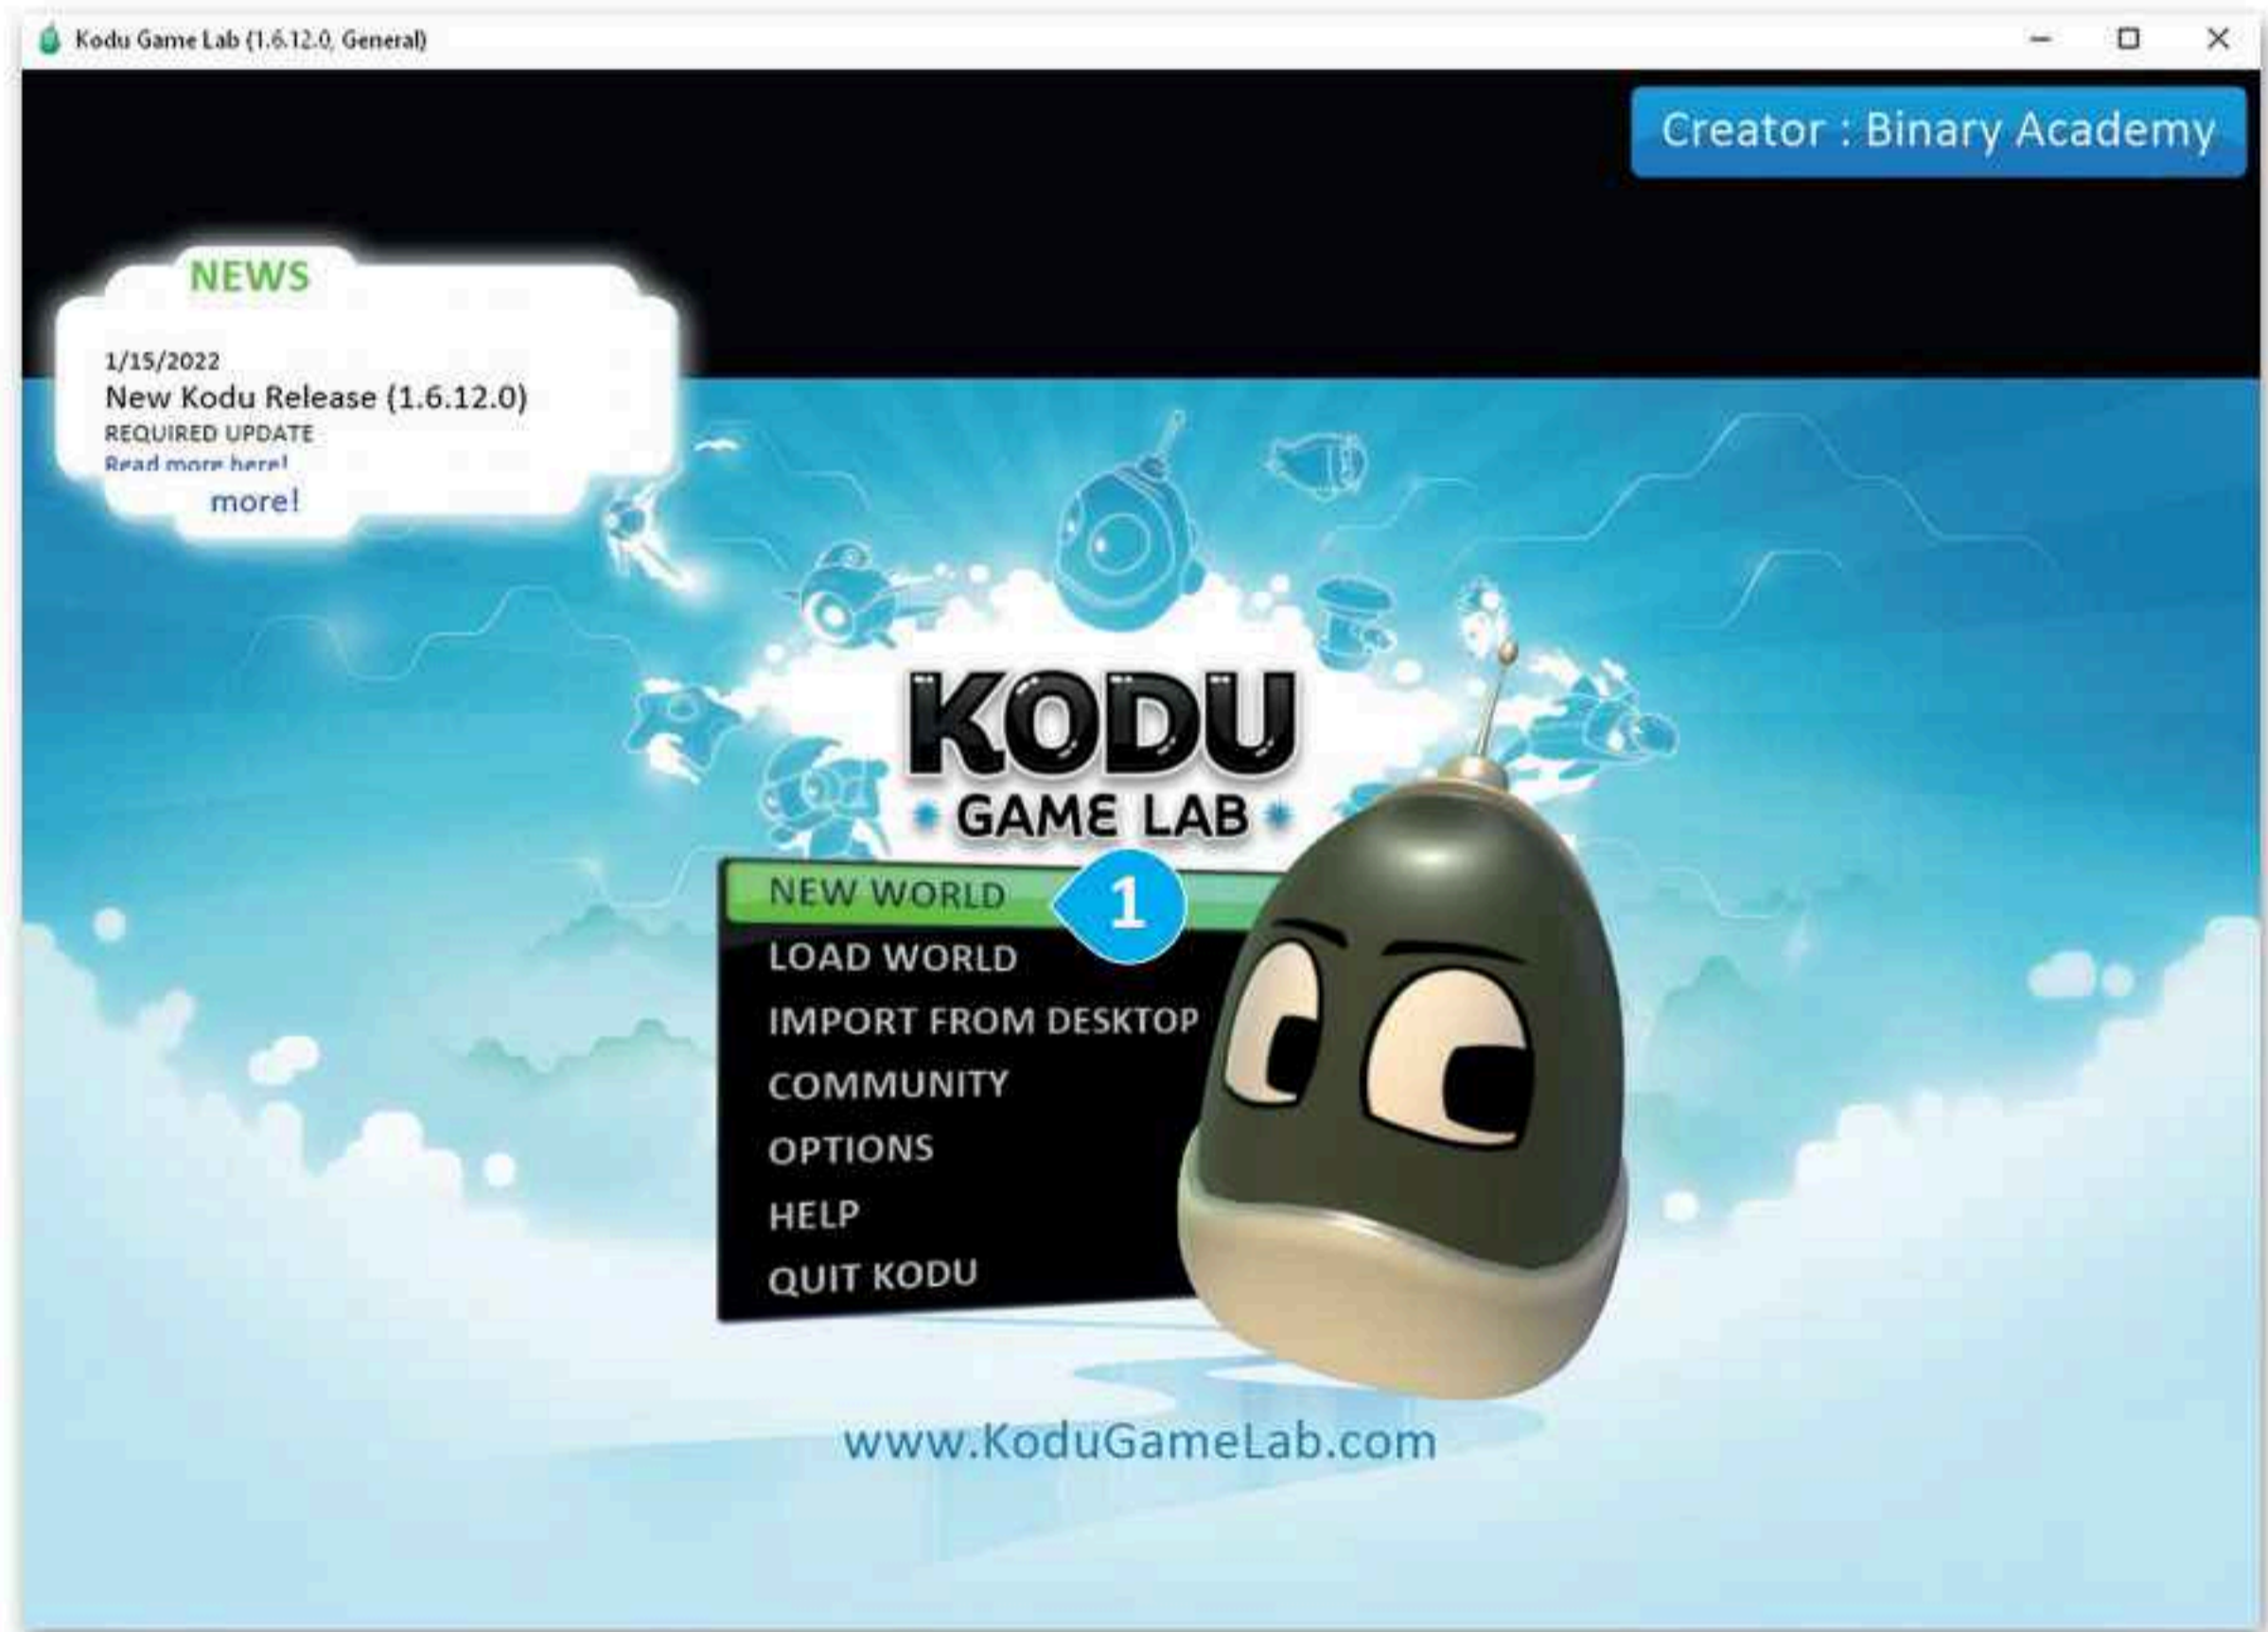 Kodu Game Lab (1.6.12.0, General)
Creator : Binary Academy
NEWS
1/15/2022
New Kodu Release (1.6.12.0)
REQUIRED UPDATE
Read more here!
more!
KODU
GAME LAB
NEW WORLD
1
LOAD WORLD
IMPORT FROM DESKTOP
COMMUNITY
OPTIONS
HELP
QUIT KODU
www.KoduGameLab.com